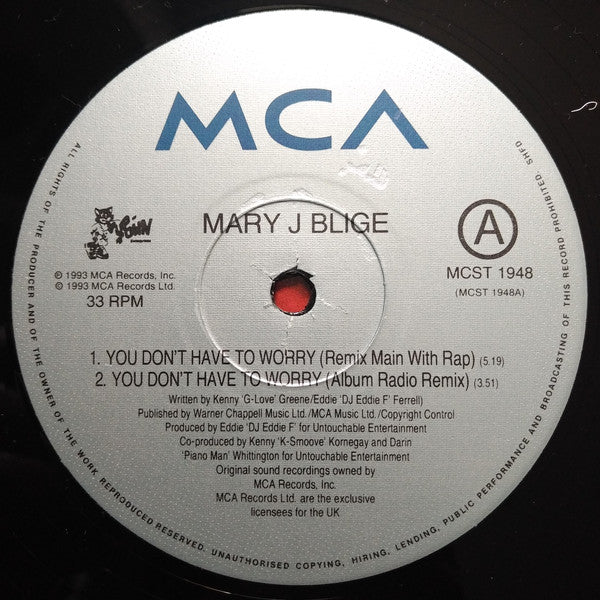 MCA
MARY J BLIGE
℗ 1993 MCA Records, Inc.
© 1993 MCA Records Ltd.
33 RPM
A
MCST 1948
(MCST 1948A)
1. YOU DON'T HAVE TO WORRY (Remix Main With Rap) (5.19)
2. YOU DON'T HAVE TO WORRY (Album Radio Remix) (3.51)
Written by Kenny 'G-Love' Greene/Eddie 'DJ Eddie F' Ferrell)
Published by Warner Chappell Music Ltd./MCA Music Ltd./Copyright Control
Produced by Eddie 'DJ Eddie F' for Untouchable Entertainment
Co-produced by Kenny 'K-Smoove' Kornegay and Darin
'Piano Man' Whittington for Untouchable Entertainment
Original sound recordings owned by
MCA Records, Inc.
MCA Records Ltd. are the exclusive
licensees for the UK
ALL RIGHTS OF THE PRODUCER AND OF THE OWNER OF THE WORK REPRODUCED RESERVED. UNAUTHORISED COPYING, HIRING, LENDING, PUBLIC PERFORMANCE AND BROADCASTING OF THIS RECORD PROHIBITED. SHFD